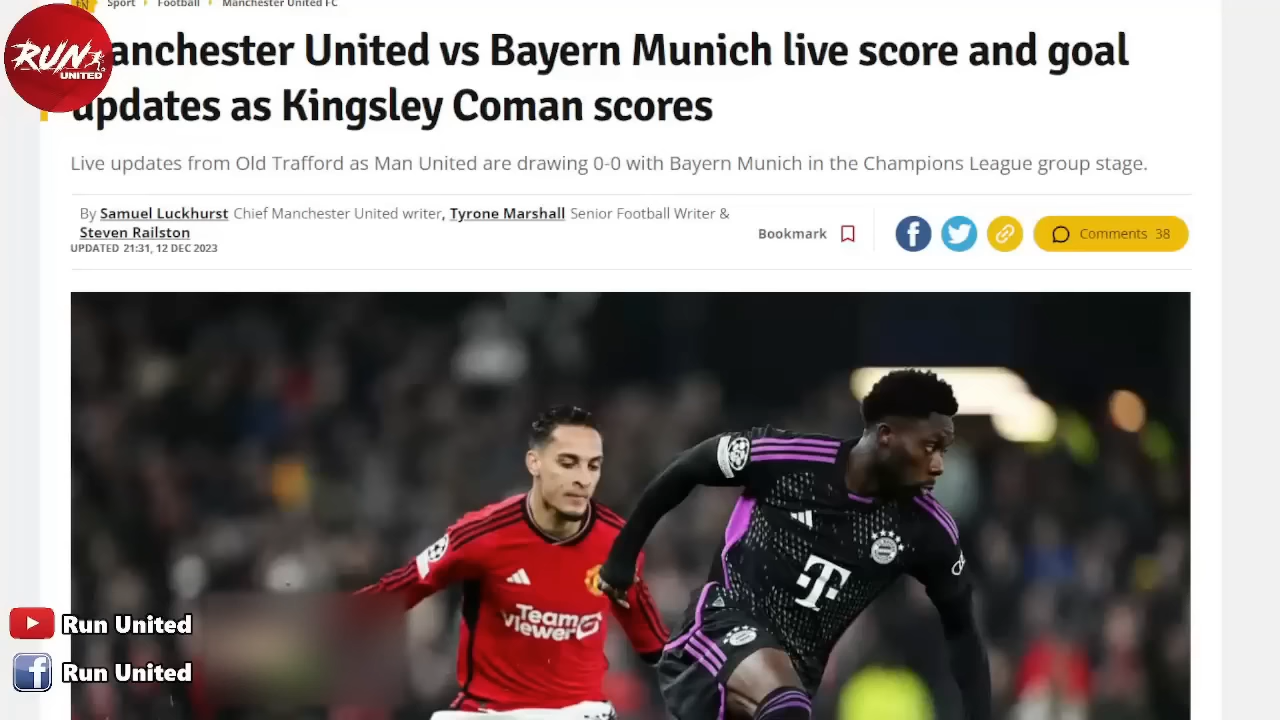 Sport
Football
Manchester United FC
RUN
UNITED
anchester United vs Bayern Munich live score and goal
updates as Kingsley Coman scores
Live updates from Old Trafford as Man United are drawing 0-0 with Bayern Munich in the Champions League group stage.
By Samuel Luckhurst Chief Manchester United writer, Tyrone Marshall Senior Football Writer &
Steven Railston
UPDATED 21:31, 12 DEC 2023
Bookmark
Comments 38
Team
Viewer
T
Run United
Run United